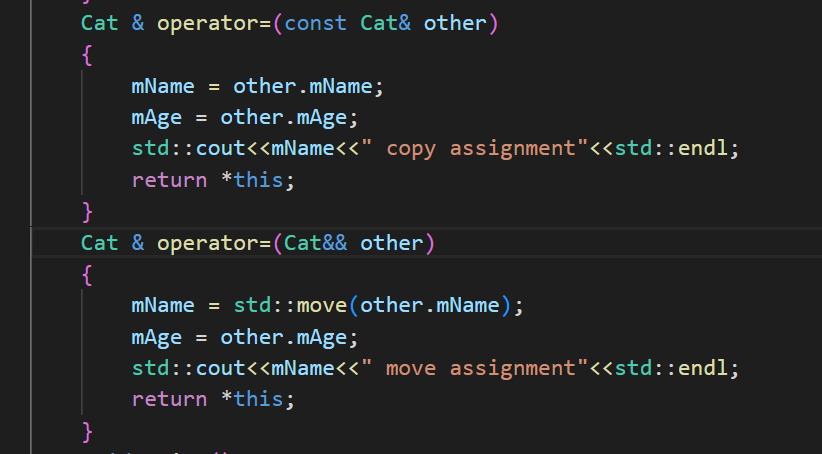 Cat & operator=(const Cat& other)
{
mName = other.mName;
mAge = other.mAge;
std::cout<<mName<<" copy assignment"<<std::endl;
return *this;
}
Cat & operator=(Cat&& other)
{
mName = std::move(other.mName);
mAge = other.mAge;
std::cout<<mName<<" move assignment"<<std::endl;
return *this;
}